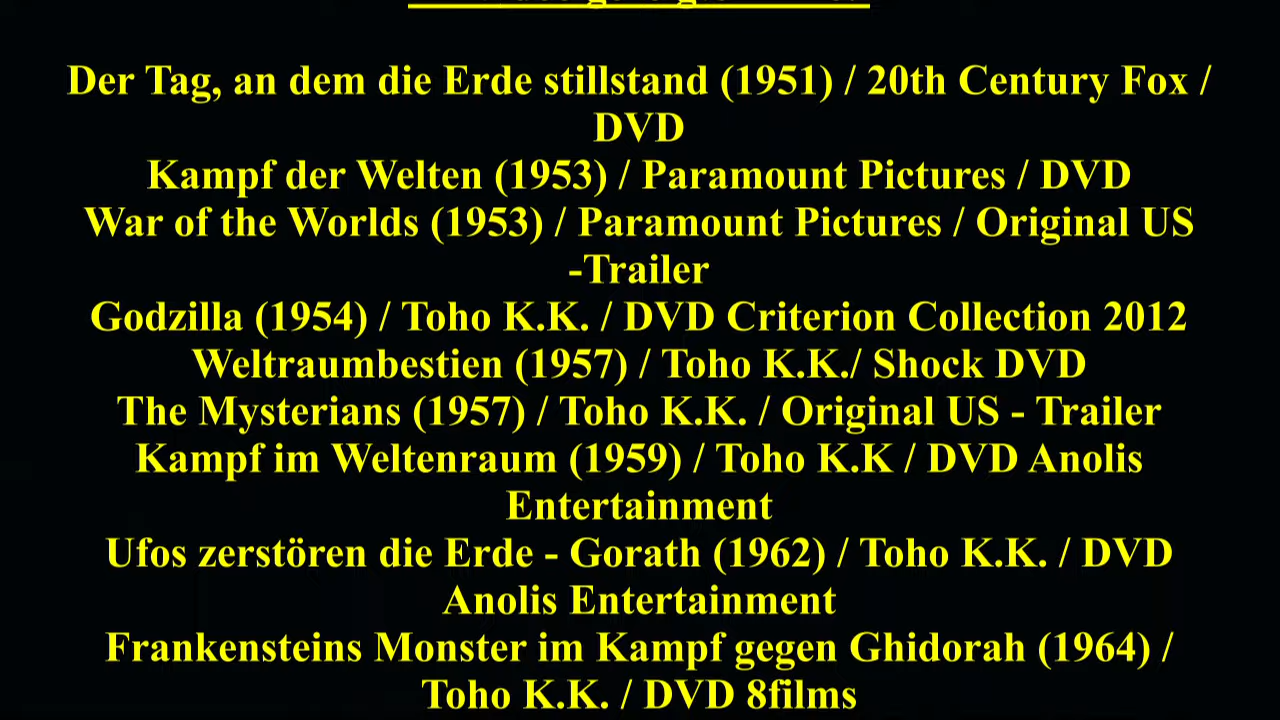 Der Tag, an dem die Erde stillstand (1951) / 20th Century Fox /
DVD
Kampf der Welten (1953) / Paramount Pictures / DVD
War of the Worlds (1953) / Paramount Pictures / Original US
-Trailer
Godzilla (1954) / Toho K.K. / DVD Criterion Collection 2012
Weltraumbestien (1957) / Toho K.K./ Shock DVD
The Mysterians (1957) / Toho K.K. / Original US - Trailer
Kampf im Weltenraum (1959) / Toho K.K / DVD Anolis
Entertainment
Ufos zerstören die Erde - Gorath (1962) / Toho K.K. / DVD
Anolis Entertainment
Frankensteins Monster im Kampf gegen Ghidorah (1964) /
Toho K.K. / DVD 8films